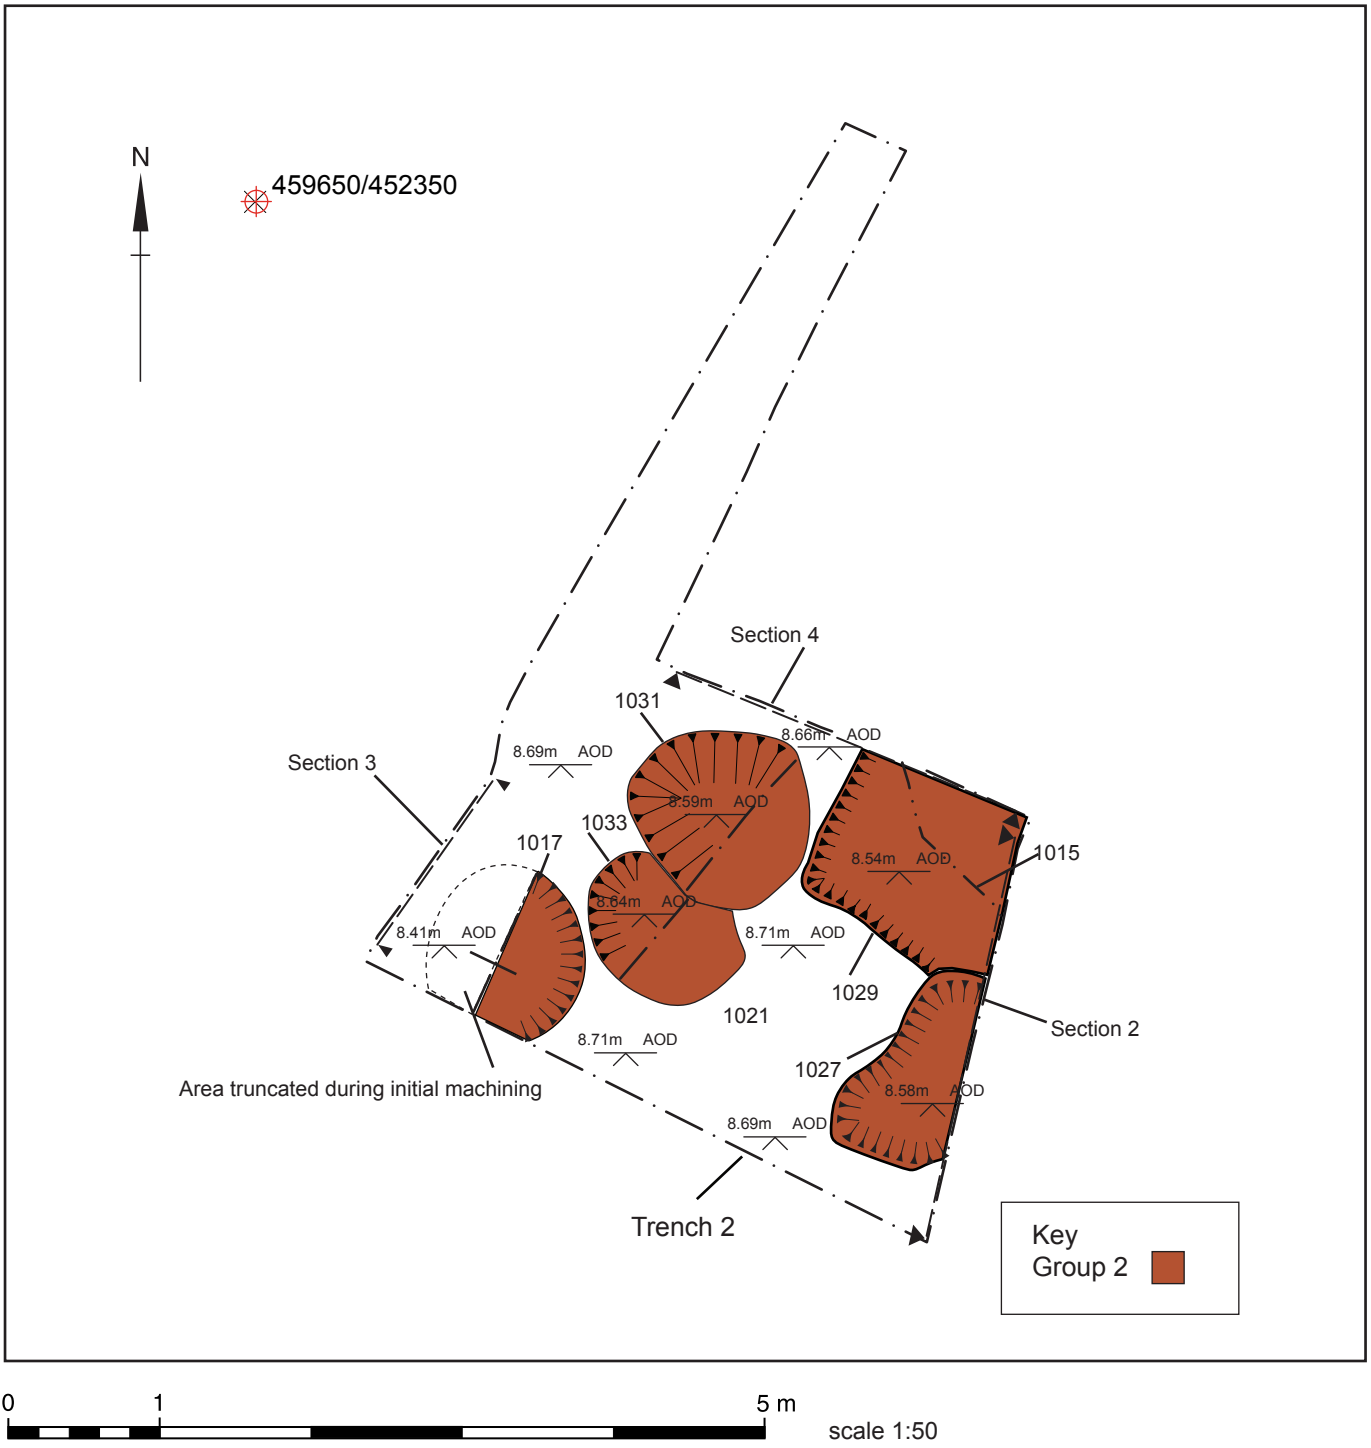 N
459650/452350
Section 4
1031
8.66m AOD
8.69m AOD
Section 3
8.59m AOD
1033
1017
1015
8.54m AOD
8.64m AOD
8.41m AOD
8.71m AOD
1029
1021
Section 2
8.71m AOD
1027
Area truncated during initial machining
8.58m AOD
8.69m AOD
Trench 2
Key
Group 2
0 1 5 m
scale 1:50